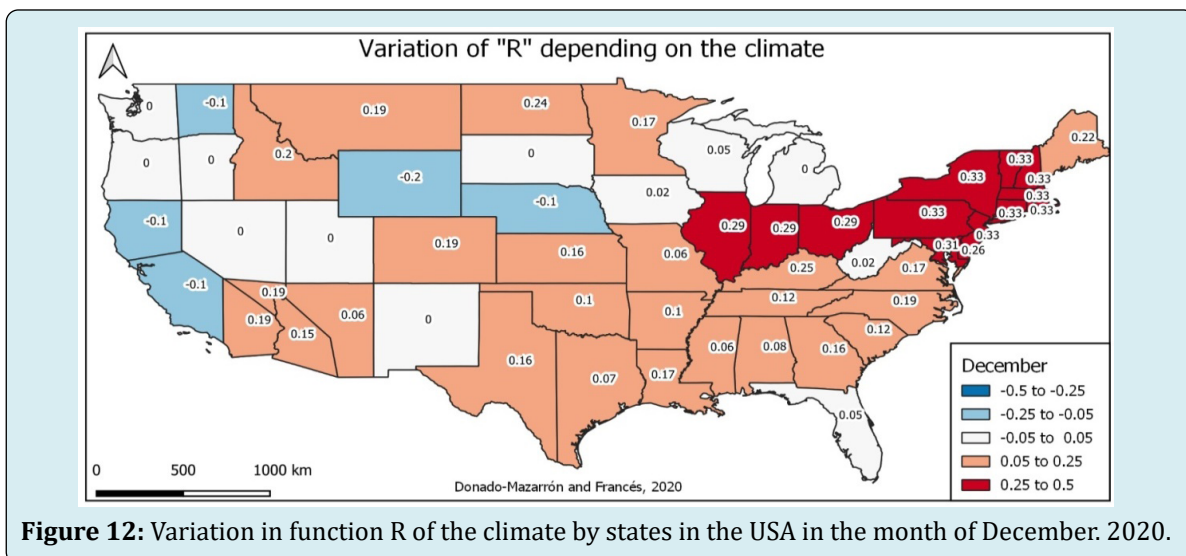 Variation of "R" depending on the climate
0 -0.1 0.19 0.24 0.17
0 0 0.2 -0.2 0 0.05 0 0.33 0.33 0.22
0.33
-0.1 0 0 0.19 -0.1 0.02 0.29 0.29 0.29 0.33 0.33 0.33
0.33
-0.1 0.19 0.16 0.06 0.25 0.02 0.31 0.26
0.17
0.19 0.15 0.06 0 0.1 0.1 0.12 0.19
0.12
0.16 0.07 0.17 0.06 0.08 0.16
0.05
December
-0.5 to -0.25
-0.25 to -0.05
-0.05 to 0.05
0.05 to 0.25
0.25 to 0.5
0 500 1000 km
Donado-Mazarrón and Francés, 2020
Figure 12: Variation in function R of the climate by states in the USA in the month of December. 2020.